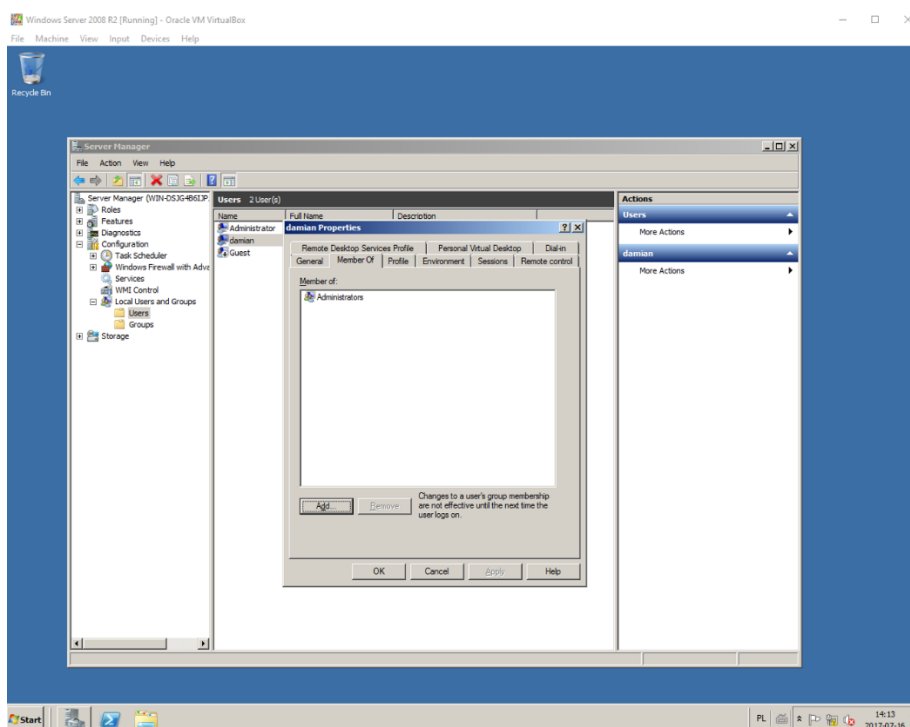 Windows Server 2008 R2 [Running] - Oracle VM VirtualBox
File Machine View Input Devices Help
Recycle Bin
Server Manager
File Action View Help
Server Manager (WIN-DSJG4B6IJP
Roles
Features
Diagnostics
Configuration
Task Scheduler
Windows Firewall with Adva
Services
WMI Control
Local Users and Groups
Users
Groups
Storage
Users 2 User(s)
Name Full Name Description
Administrator
damian
Guest
damian Properties
Remote Desktop Services Profile Personal Virtual Desktop Dial-in
General Member Of Profile Environment Sessions Remote control
Member of:
Administrators
Add... Remove
Changes to a user's group membership
are not effective until the next time the
user logs on.
OK Cancel Apply Help
Actions
Users
More Actions
damian
More Actions
Start
PL
14:13
2017-07-16